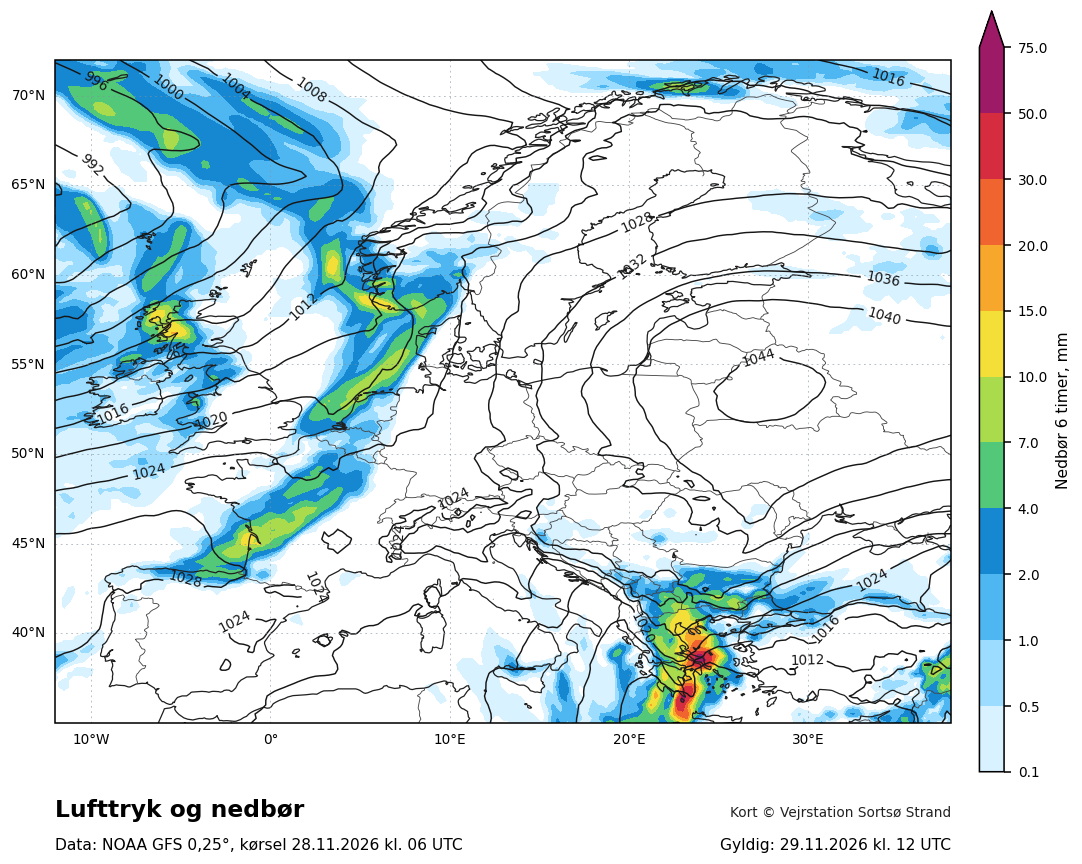 75.0
50.0
30.0
20.0
15.0
10.0
7.0
4.0
2.0
1.0
0.5
0.1
Nedbør 6 timer, mm
70°N
65°N
60°N
55°N
50°N
45°N
40°N
10°W
0°
10°E
20°E
30°E
996
1000
1004
1008
1016
992
1028
1032
1012
1036
1040
1044
1016
1020
1024
1024
1024
1028
1024
1024
1024
1016
1012
Lufttryk og nedbør
Kort © Vejrstation Sortsø Strand
Data: NOAA GFS 0,25°, kørsel 28.11.2026 kl. 06 UTC
Gyldig: 29.11.2026 kl. 12 UTC